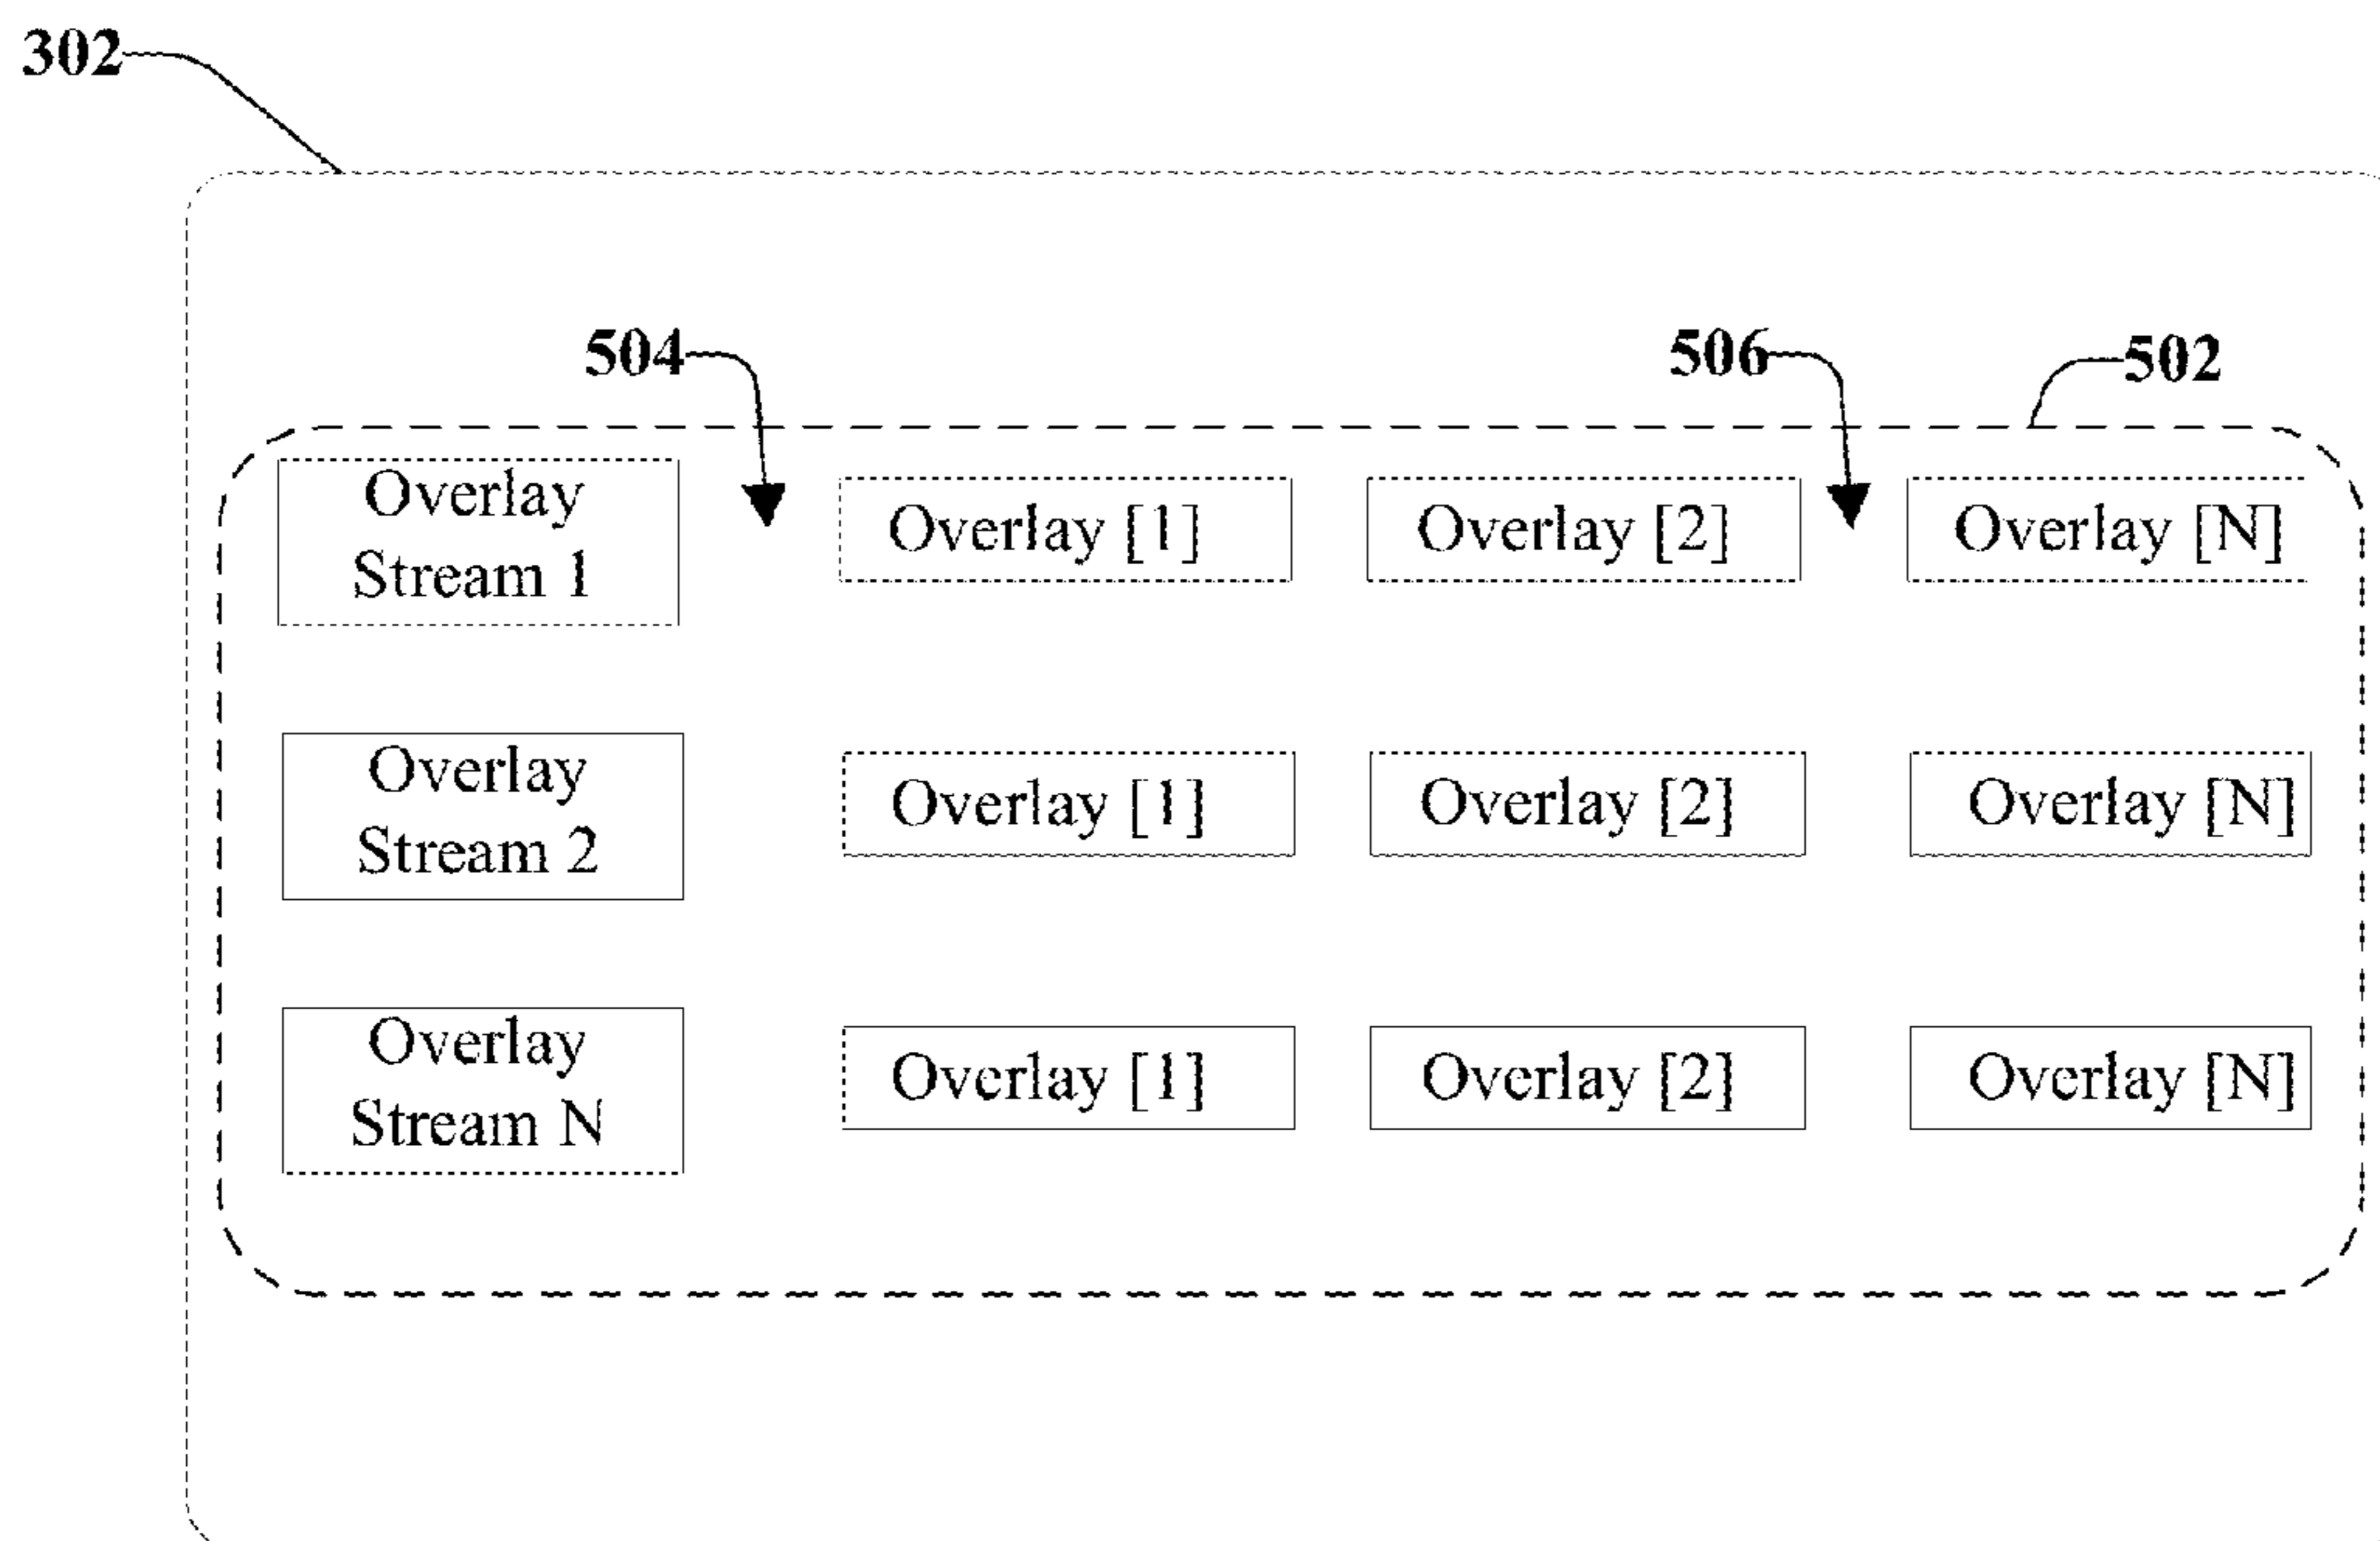 302
504
506
502
Overlay
Stream 1
Overlay [1]
Overlay [2]
Overlay [N]
Overlay
Stream 2
Overlay [1]
Overlay [2]
Overlay [N]
Overlay
Stream N
Overlay [1]
Overlay [2]
Overlay [N]